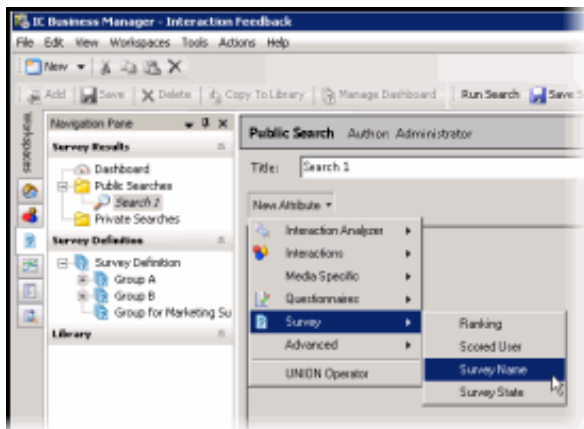 IC Business Manager - Interaction Feedback
File Edit View Workspaces Tools Actions Help
New
Add Save Delete Copy To Library Manage Dashboard Run Search Save S
Workspaces
Navigation Pane
Survey Results
Dashboard
Public Searches
Search 1
Private Searches
Survey Definition
Survey Definition
Group A
Group B
Group for Marketing Su
Library
Public Search Author: Administrator
Title: Search 1
New Attribute
Interaction Analyzer
Interactions
Media Specific
Questionnaires
Survey
Advanced
UNION Operator
Ranking
Scored User
Survey Name
Survey State